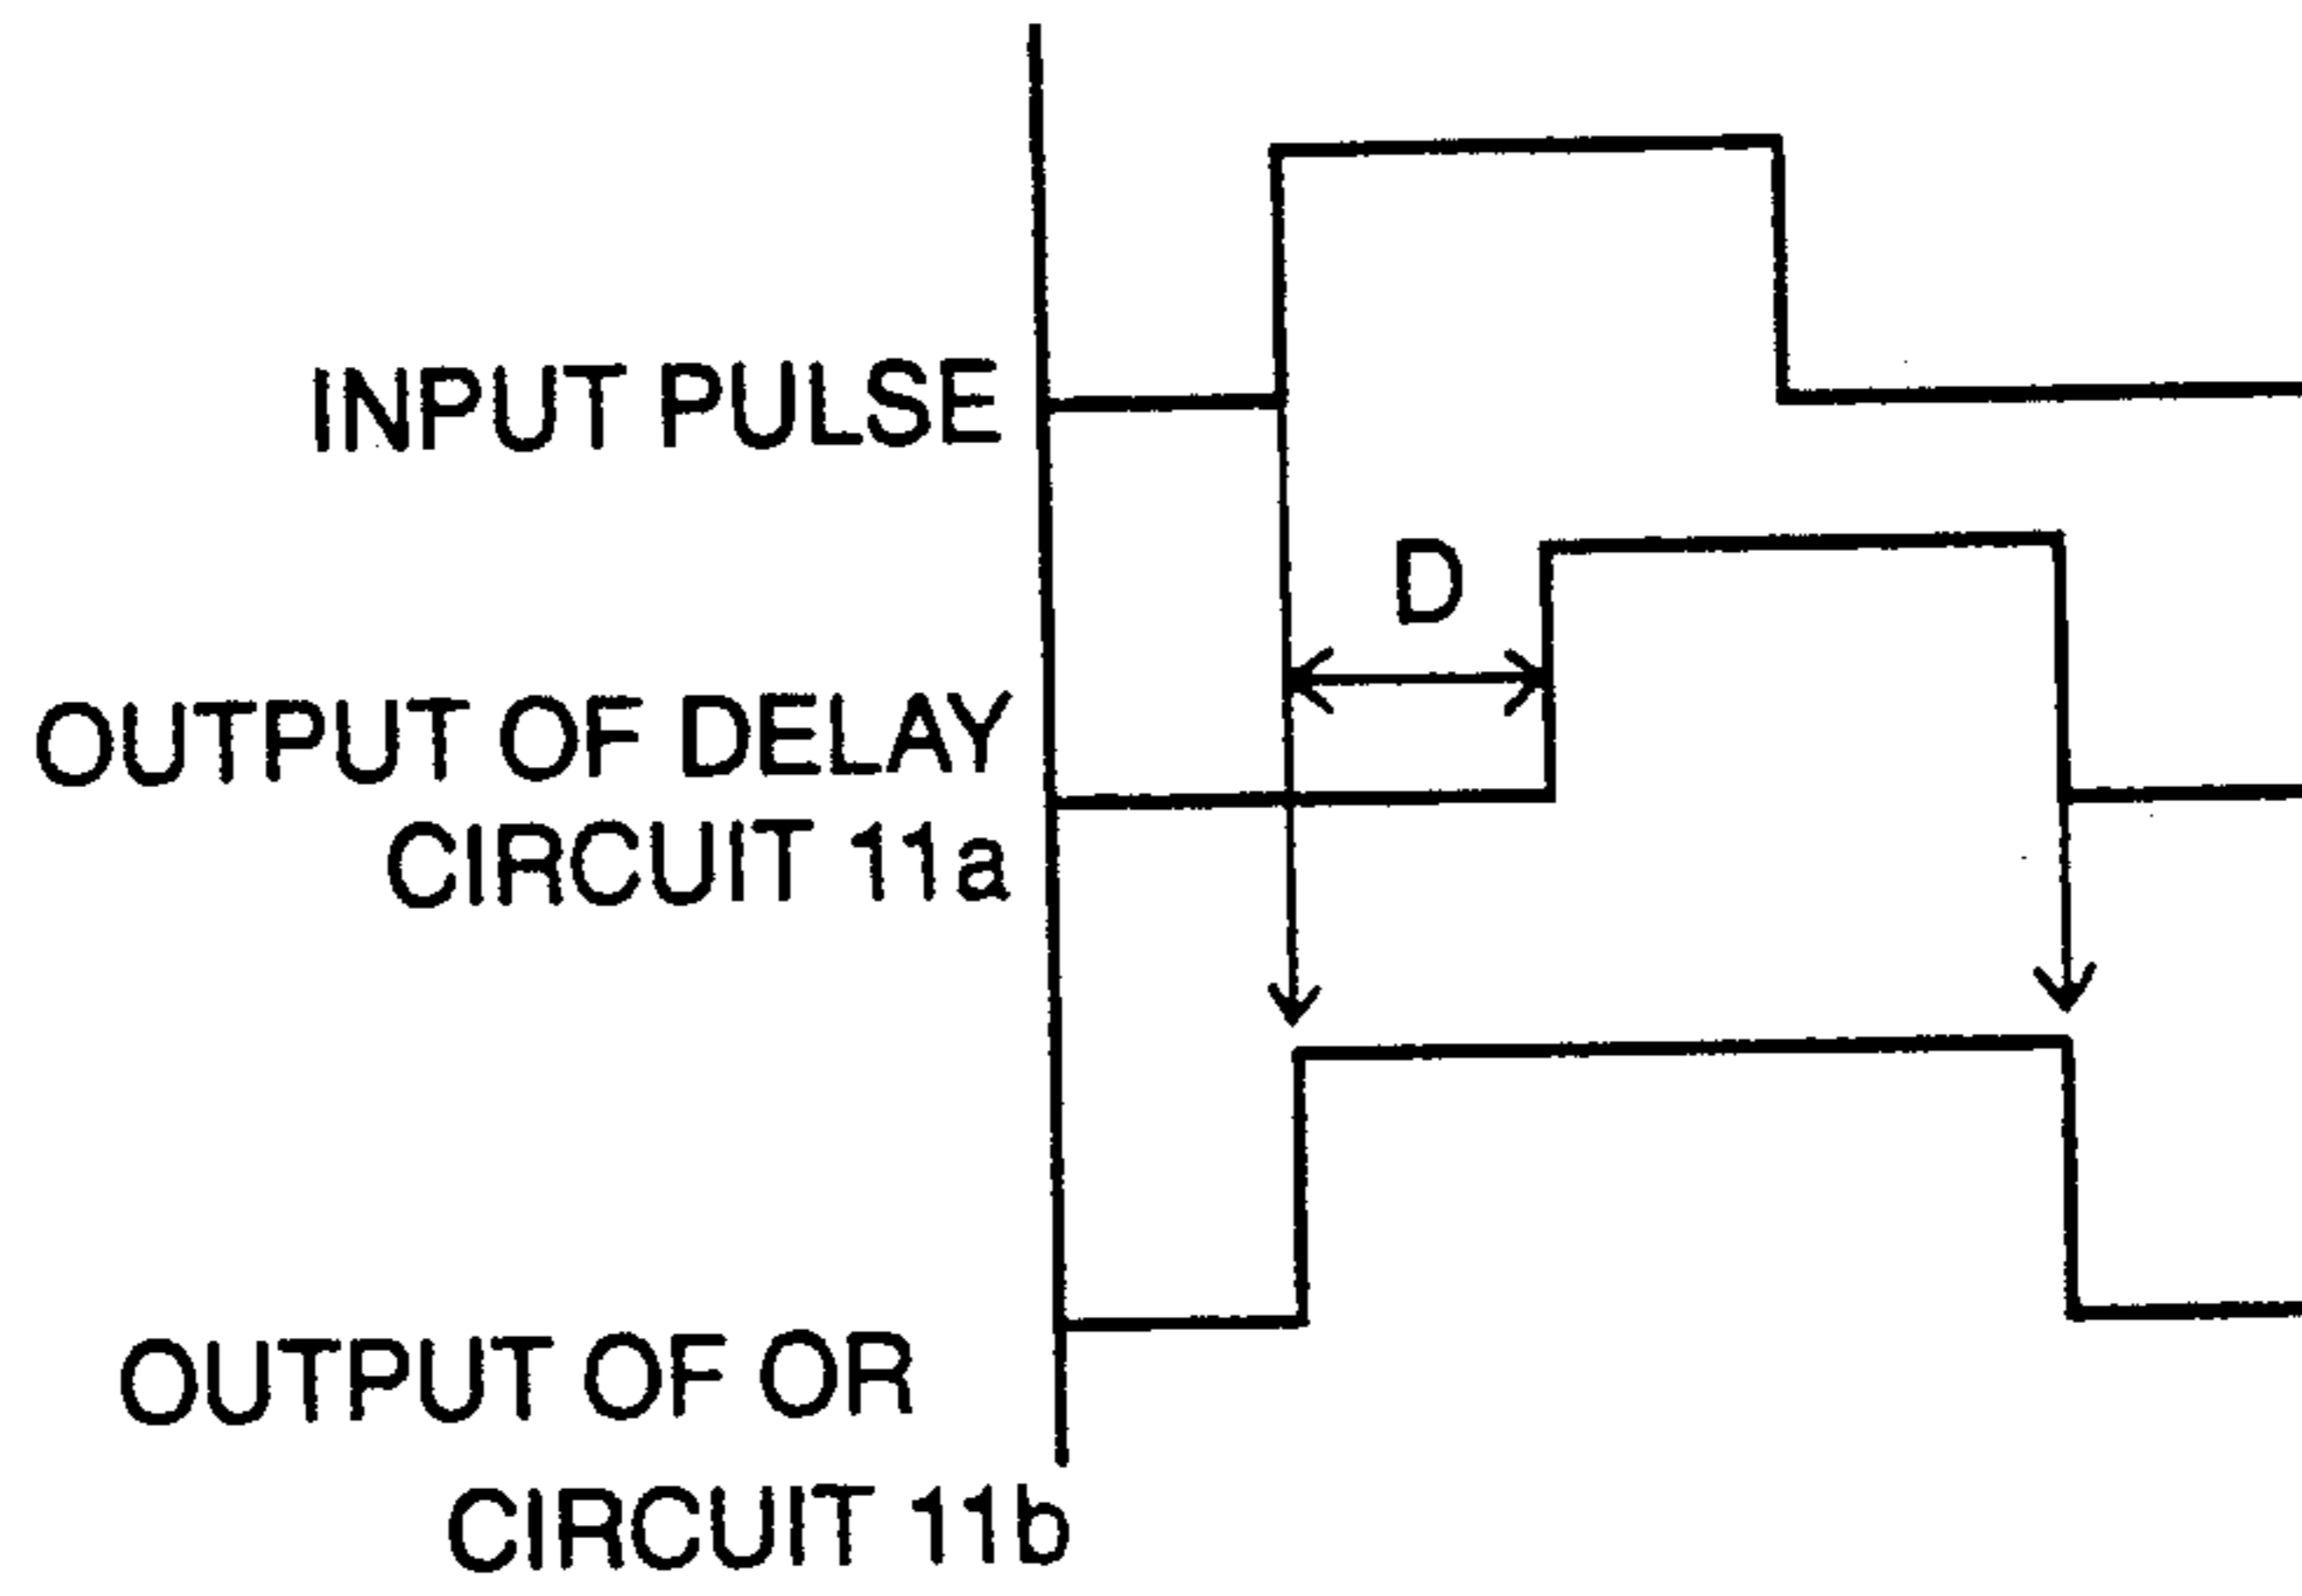 INPUT PULSE
D
OUTPUT OF DELAY
CIRCUIT 11a
OUTPUT OF OR
CIRCUIT 11b